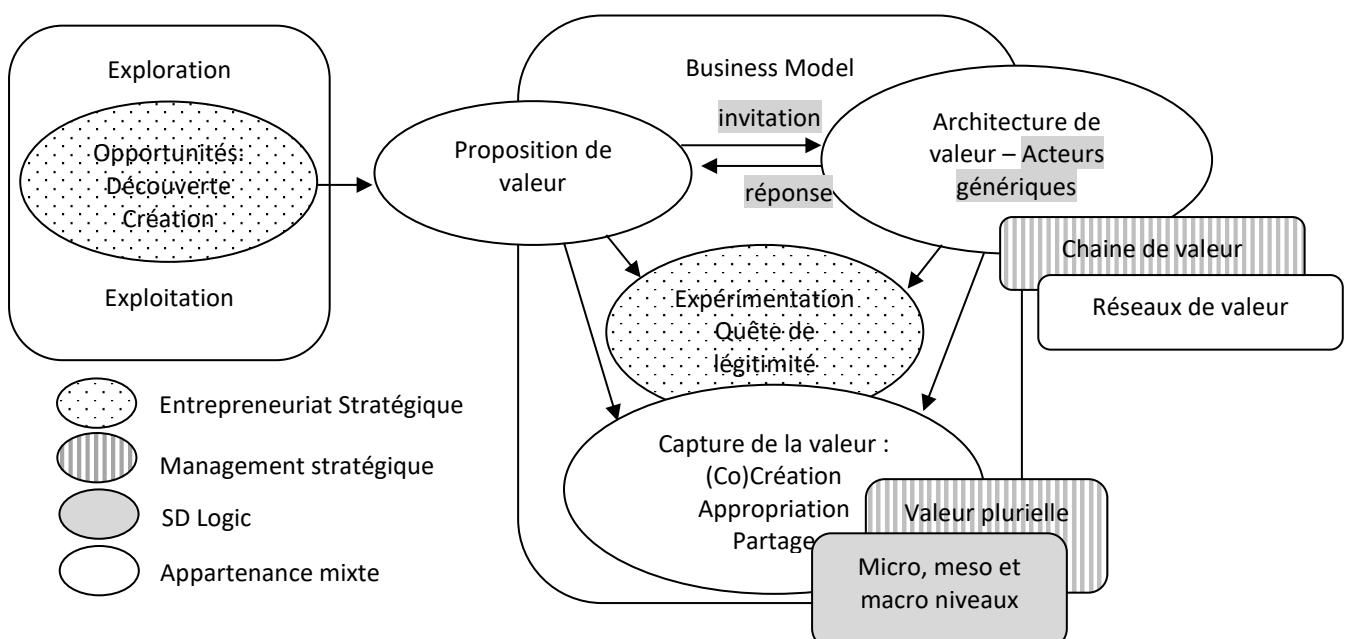 Exploration
Opportunités:
Découverte
Création
Exploitation
Business Model
Proposition de
valeur
invitation
réponse
Architecture de
valeur – Acteurs
génériques
Chaine de valeur
Réseaux de valeur
Expérimentation
Quête de
légitimité
Capture de la valeur :
(Co)Création
Appropriation
Partage
Valeur plurielle
Micro, meso et
macro niveaux
Entrepreneuriat Stratégique
Management stratégique
SD Logic
Appartenance mixte